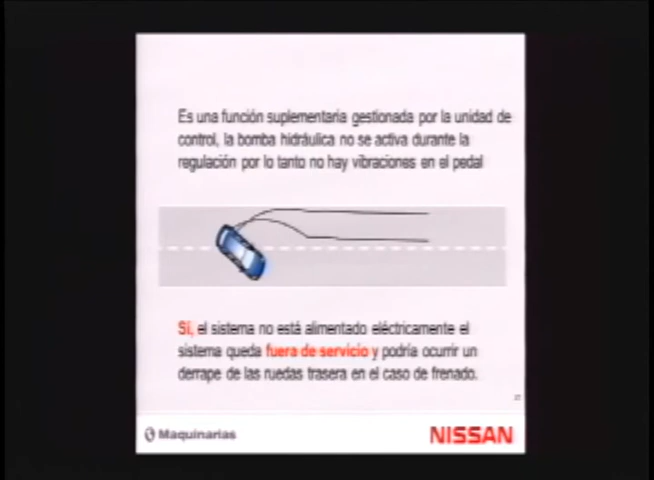 Es una función suplementaria gestionada por la unidad de
control, la bomba hidráulica no se activa durante la
regulación por lo tanto no hay vibraciones en el pedal
Sí, el sistema no está alimentado eléctricamente el
sistema queda fuera de servicio y podría ocurrir un
derrape de las ruedas trasera en el caso de frenado.
Maquinarias
NISSAN